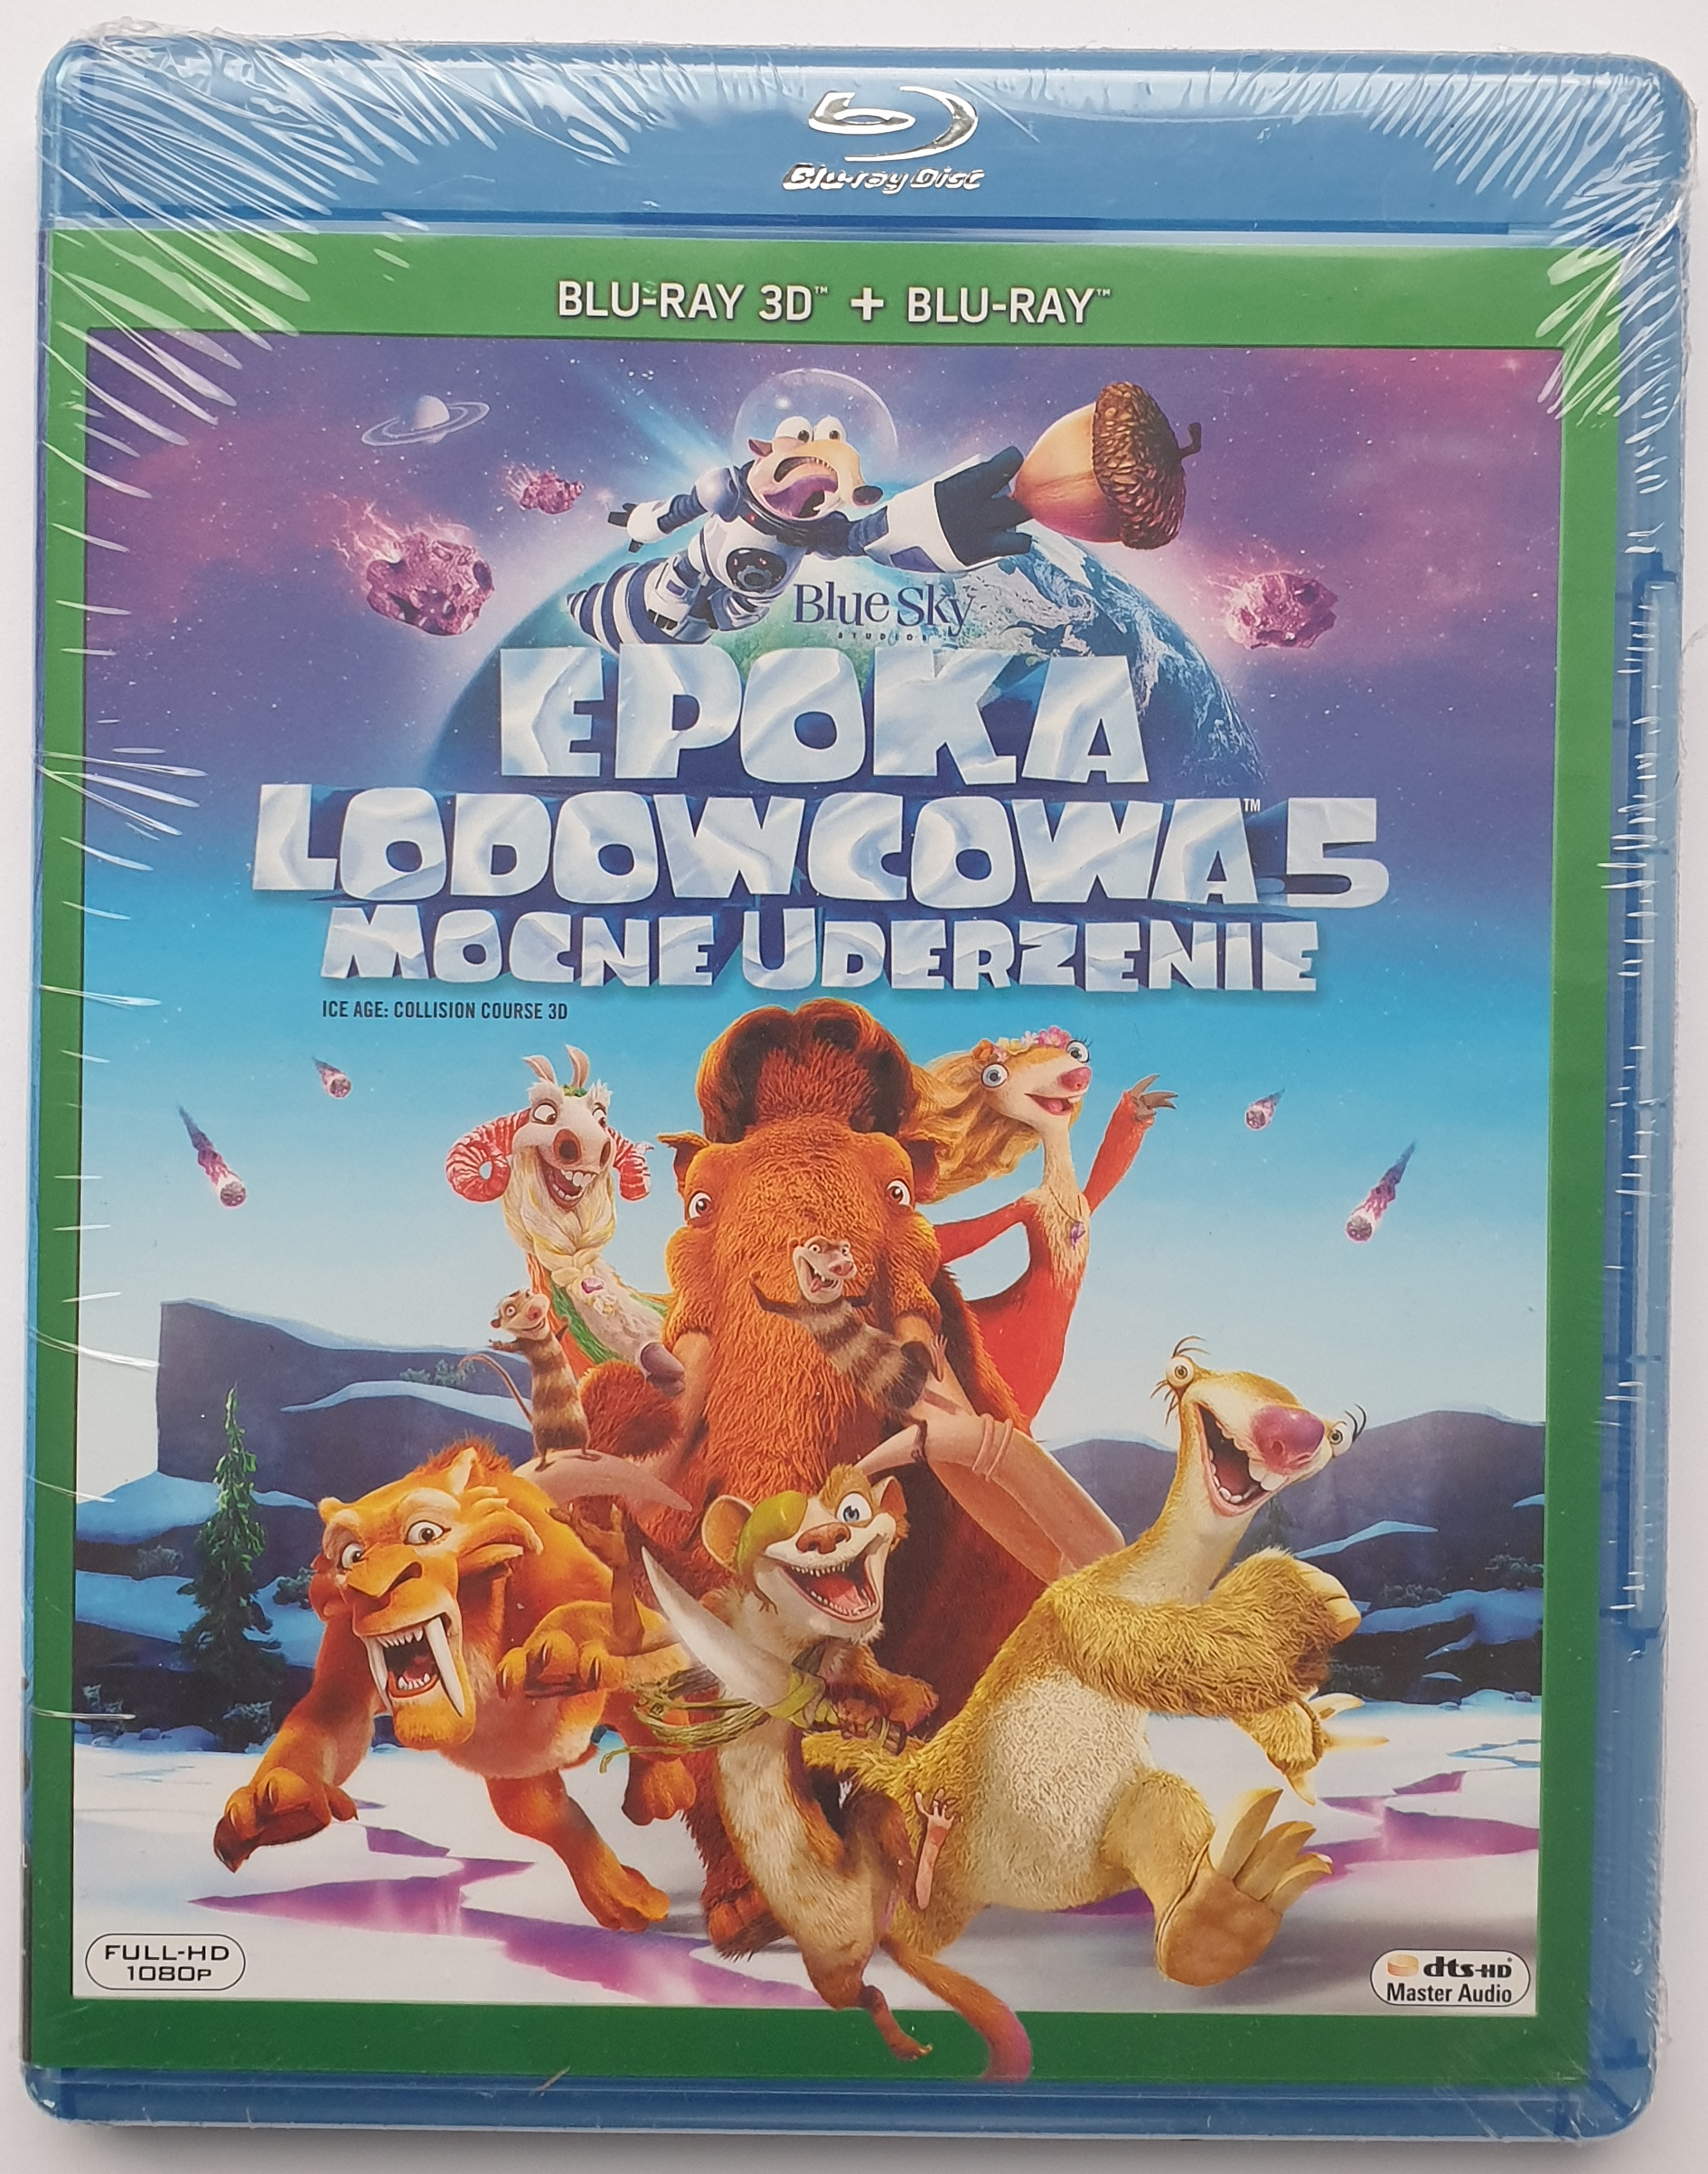 Blu-ray Disc
BLU-RAY 3D™ + BLU-RAY™
Blue Sky
STUDIOS
EPOKA
LODOWCOWA™ 5
MOCNE UDERZENIE
ICE AGE: COLLISION COURSE 3D
FULL-HD
1080P
dts-HD
Master Audio